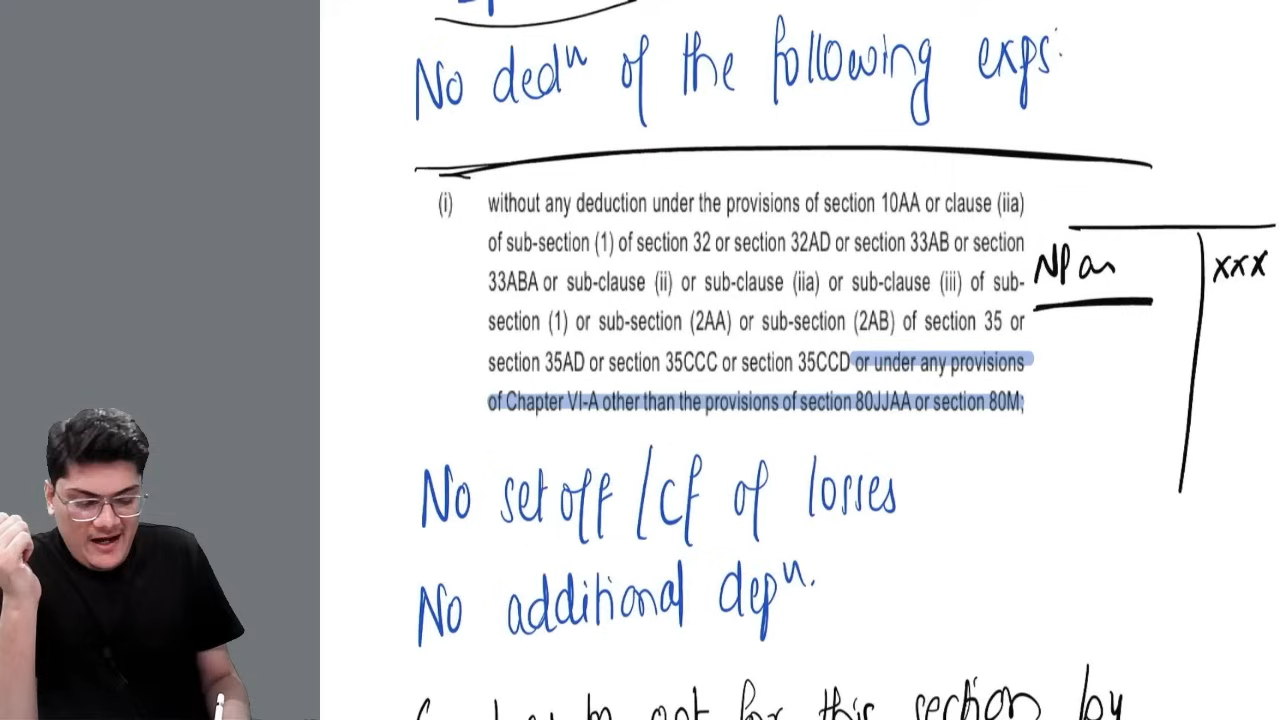 No dedⁿ of the following exps:
(i) without any deduction under the provisions of section 10AA or clause (iia)
of sub-section (1) of section 32 or section 32AD or section 33AB or section
33ABA or sub-clause (ii) or sub-clause (iia) or sub-clause (iii) of sub-
section (1) or sub-section (2AA) or sub-section (2AB) of section 35 or
section 35AD or section 35CCC or section 35CCD or under any provisions
of Chapter VI-A other than the provisions of section 80JJAA or section 80M;
NP as
xxx
No set off / CF of losses
No additional depⁿ.
opt for this section by